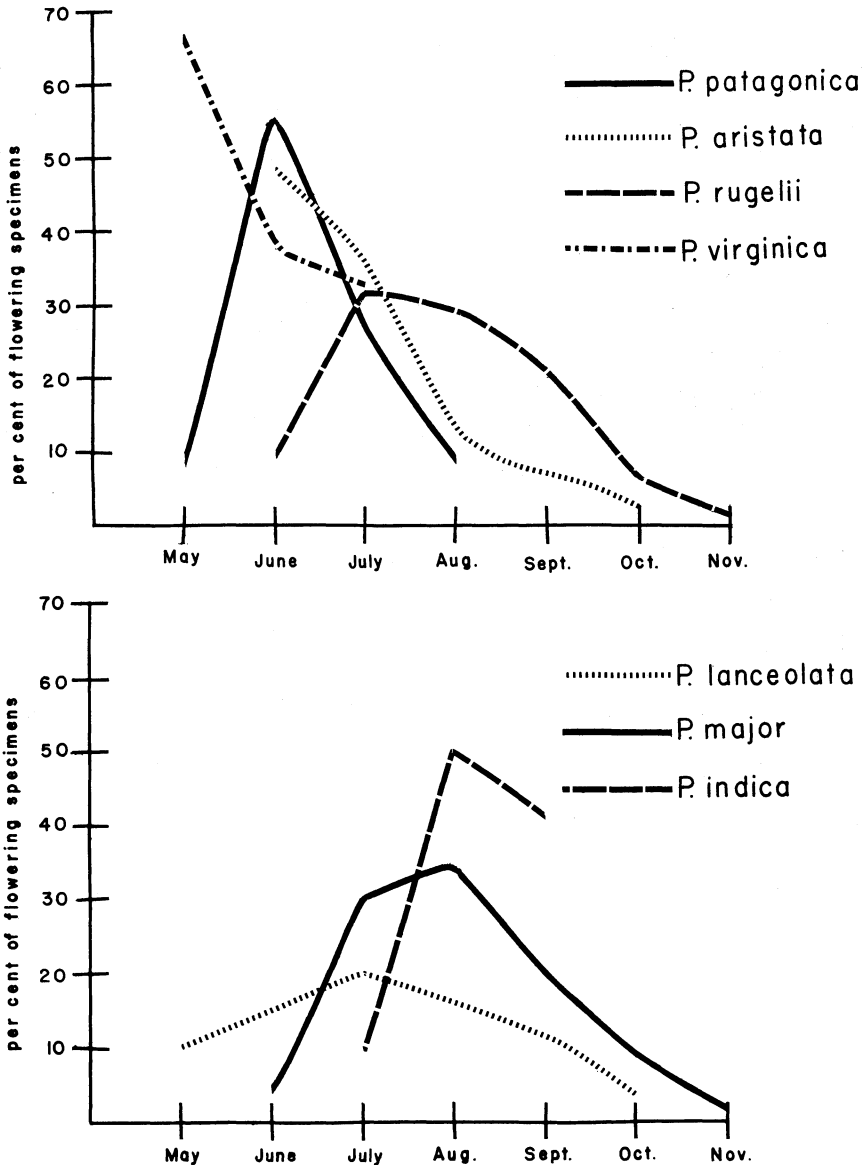 70
60
50
40
30
20
10
per cent of flowering specimens
P. patagonica
P. aristata
P. rugelii
P. virginica
May June July Aug. Sept. Oct. Nov.
70
60
50
40
30
20
10
per cent of flowering specimens
P. lanceolata
P. major
P. indica
May June July Aug. Sept. Oct. Nov.